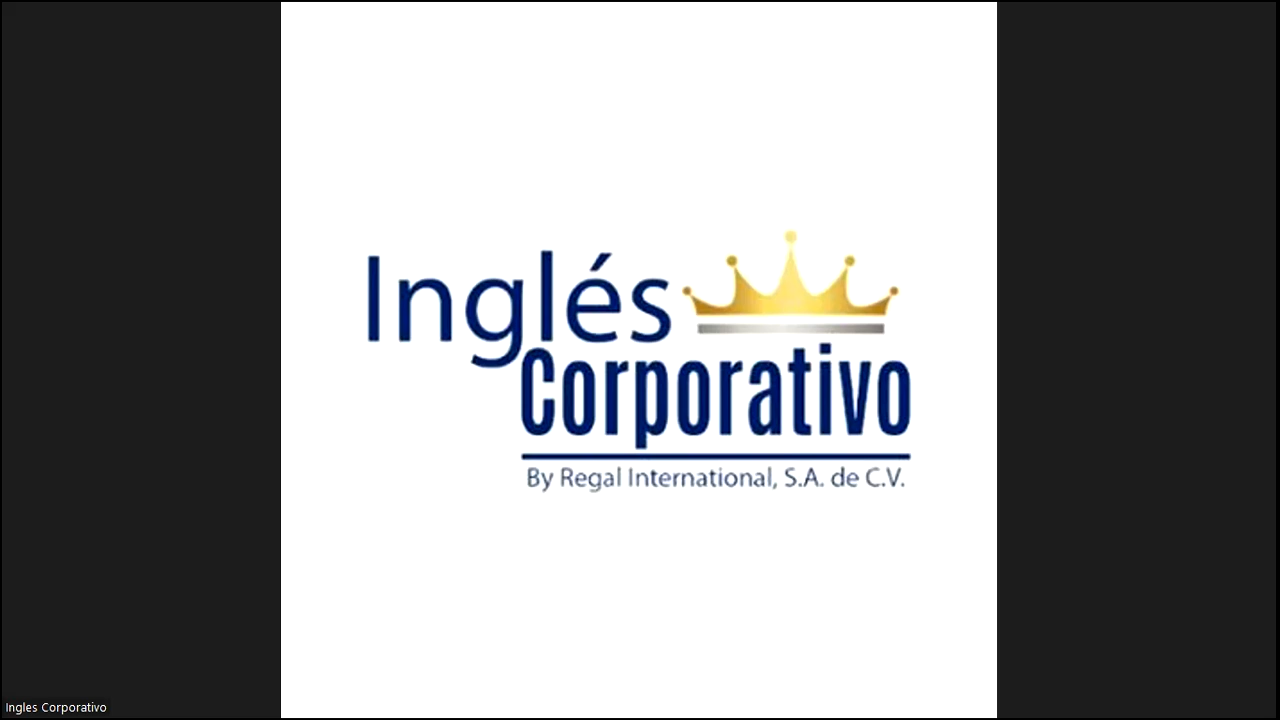 Inglés
Corporativo
By Regal International, S.A. de C.V.
Ingles Corporativo